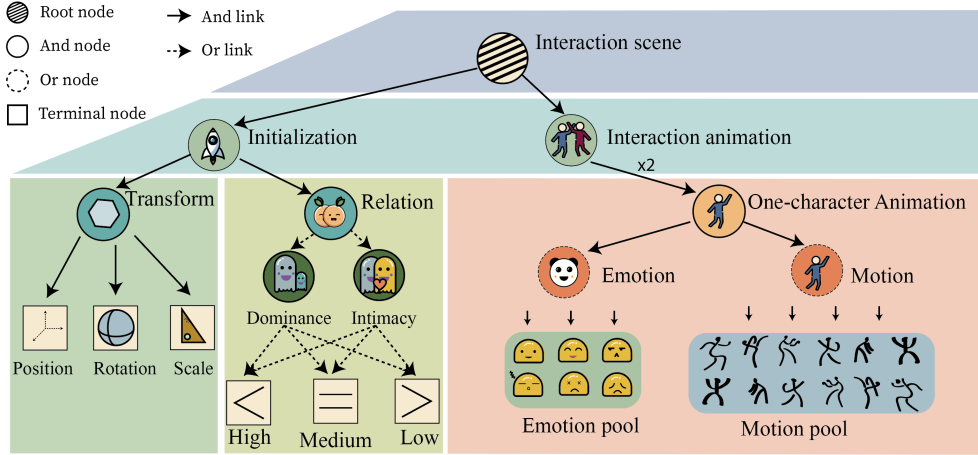 Root node
And link
And node
Or link
Or node
Terminal node
Interaction scene
Initialization
Interaction animation
x2
Transform
Relation
One-character Animation
Emotion
Motion
Dominance
Intimacy
Position
Rotation
Scale
High
Medium
Low
Emotion pool
Motion pool